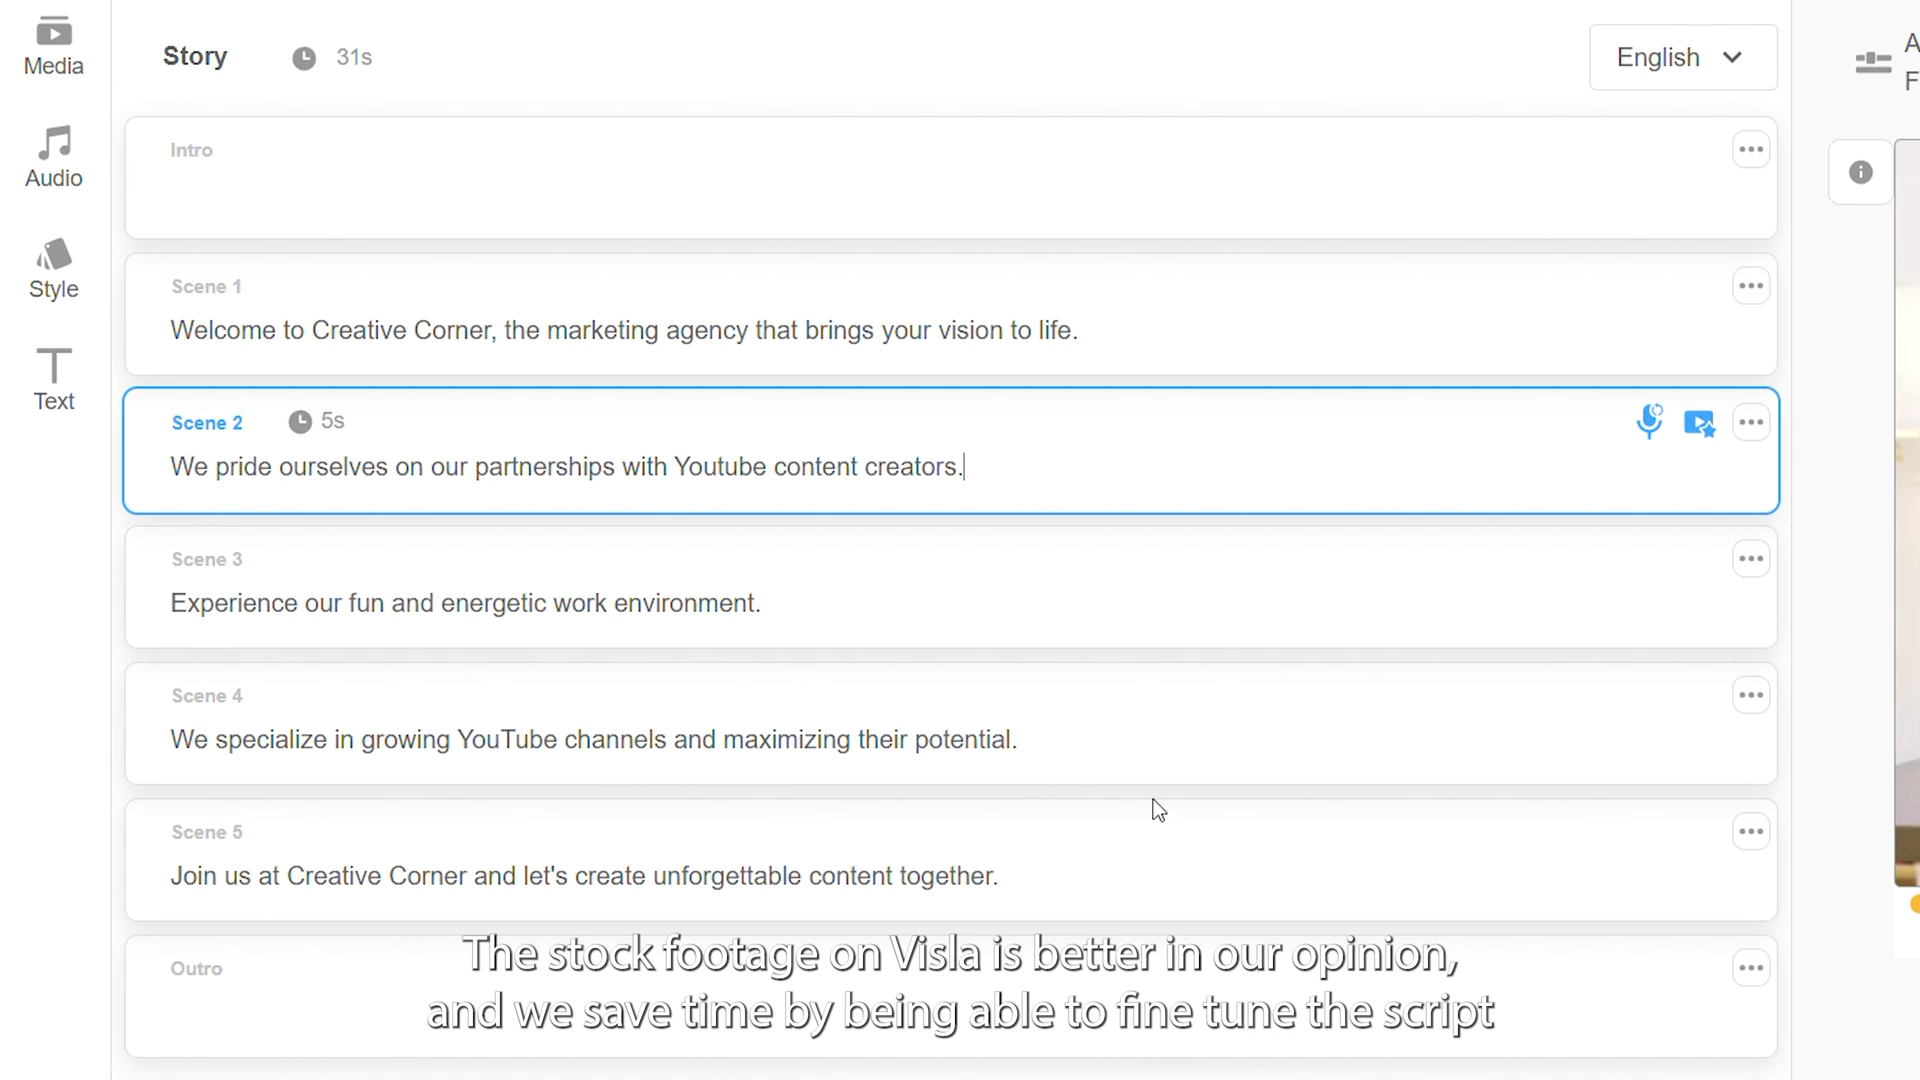 Media
Audio
Style
Text
Story
31s
English
A
F
Intro
Scene 1
Welcome to Creative Corner, the marketing agency that brings your vision to life.
Scene 2
5s
We pride ourselves on our partnerships with Youtube content creators.
Scene 3
Experience our fun and energetic work environment.
Scene 4
We specialize in growing YouTube channels and maximizing their potential.
Scene 5
Join us at Creative Corner and let's create unforgettable content together.
Outro
The stock footage on Visla is better in our opinion,
and we save time by being able to fine tune the script